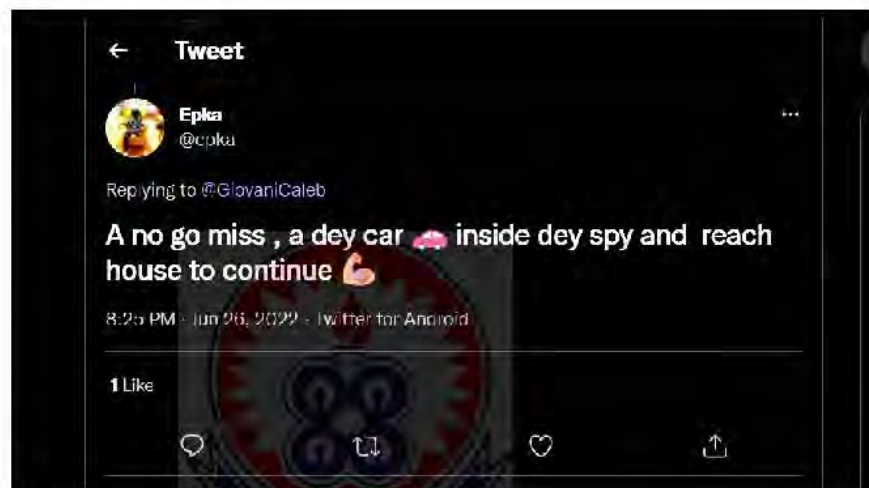 Tweet
Epka
@epka
Replying to @GiovaniCaleb
A no go miss , a dey car 🚗 inside dey spy and reach
house to continue 💪
8:25 PM · Jun 26, 2022 · Twitter for Android
1 Like